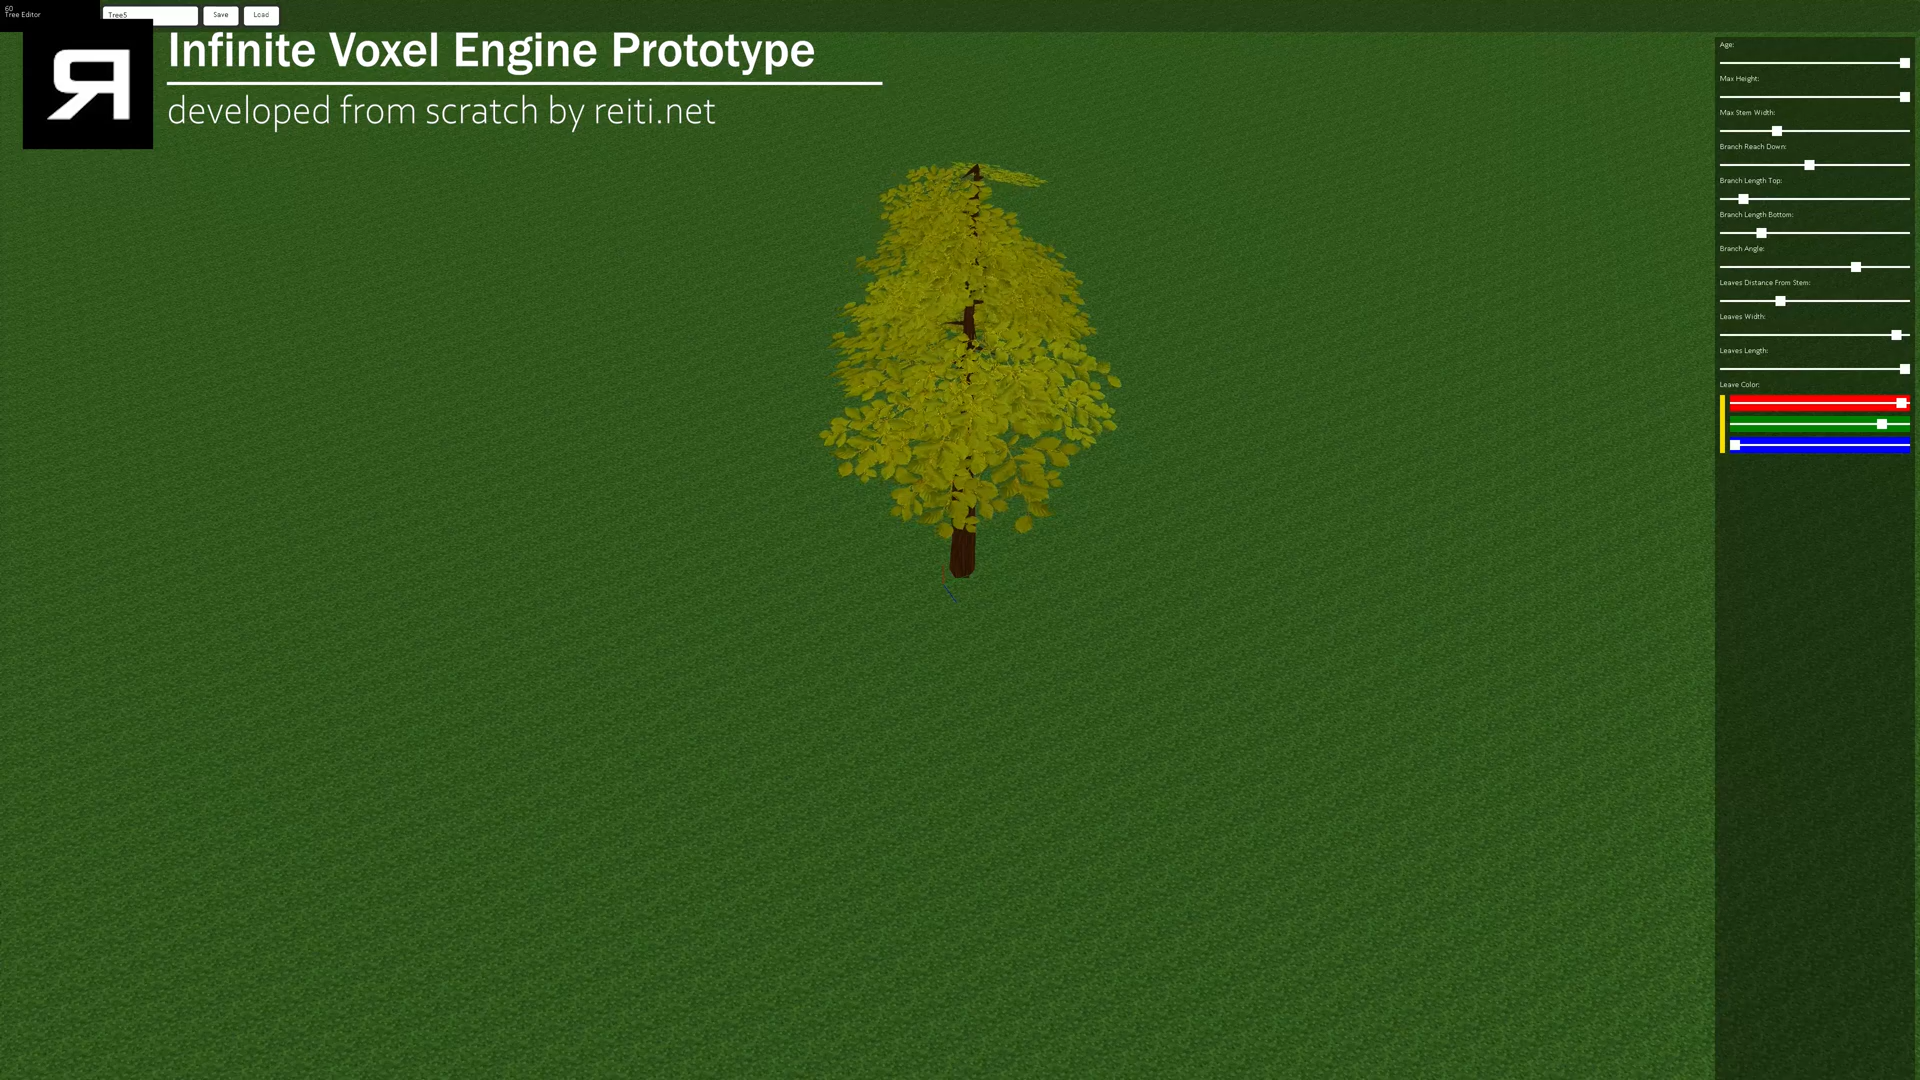 60
Tree Editor
Tree5
Save
Load
Infinite Voxel Engine Prototype
developed from scratch by reiti.net
Age:
Max Height:
Max Stem Width:
Branch Reach Down:
Branch Length Top:
Branch Length Bottom:
Branch Angle:
Leaves Distance From Stem:
Leaves Width:
Leaves Length:
Leave Color: